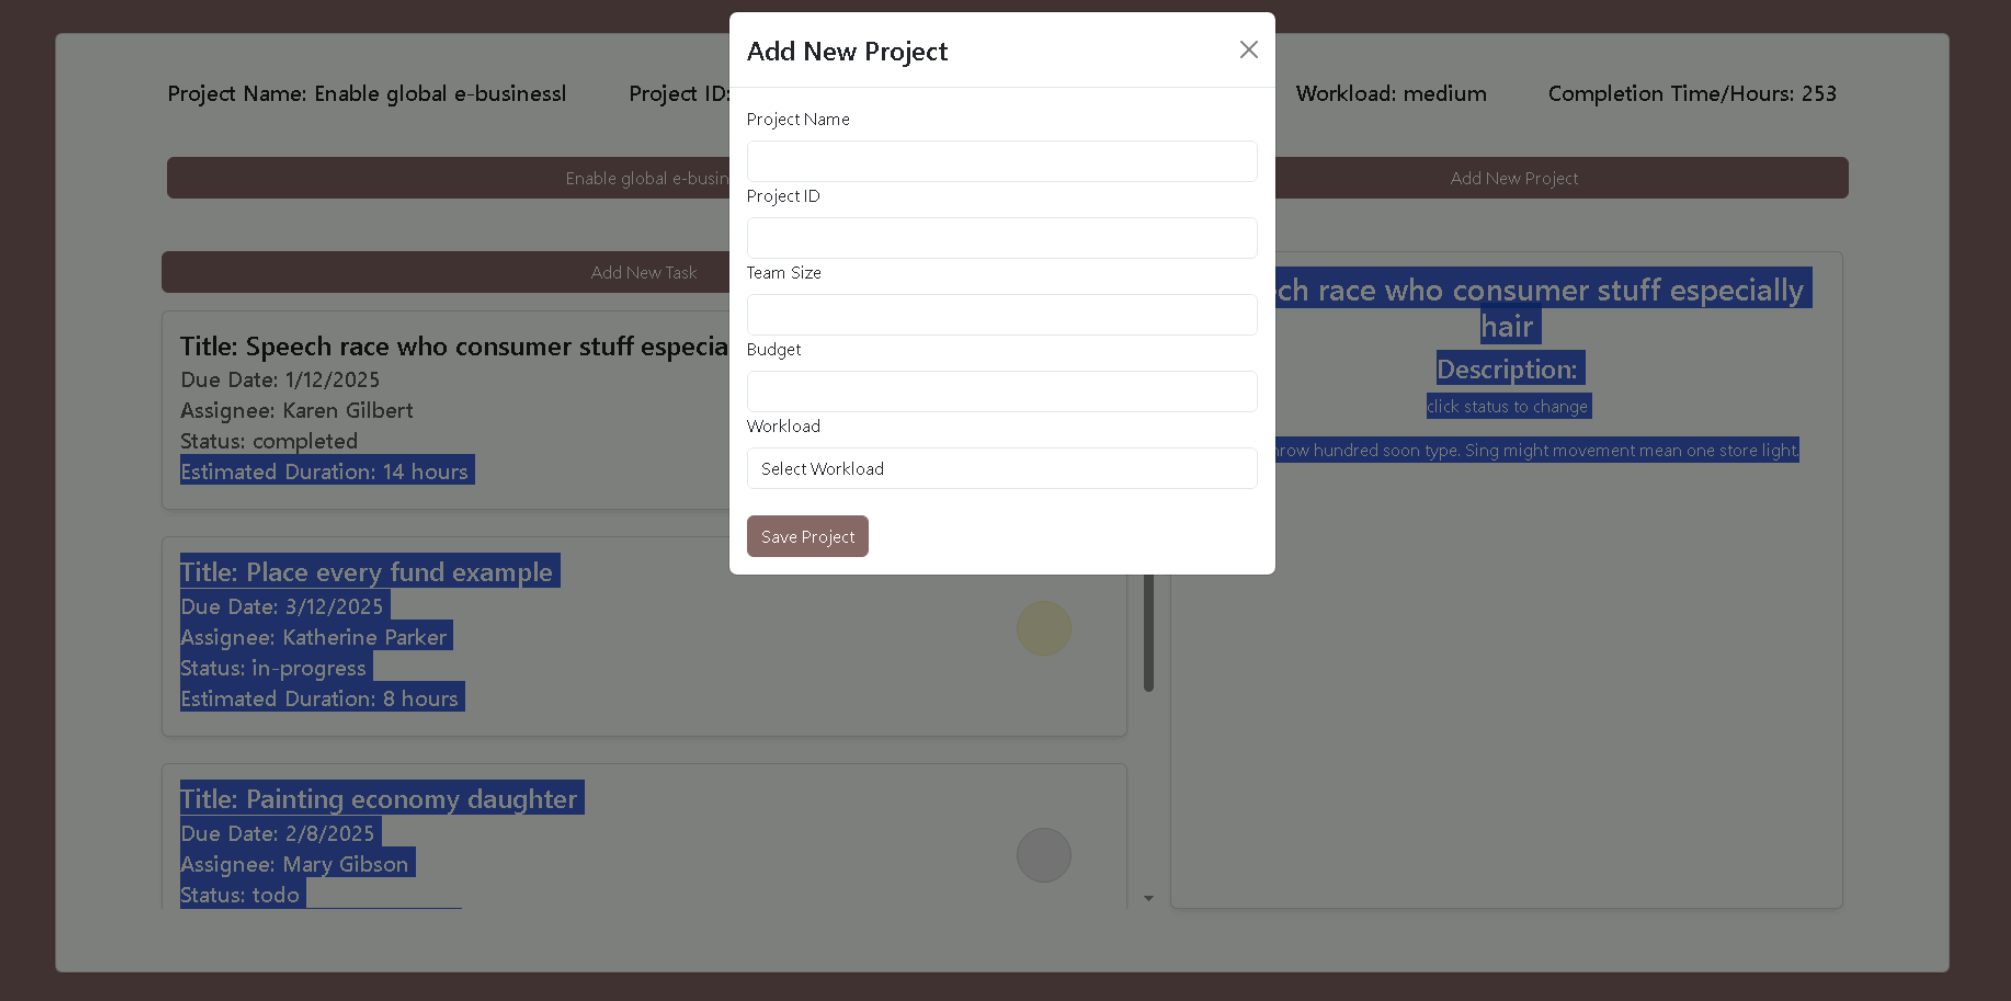 Add New Project
Project Name: Enable global e-businessl
Project ID:
Workload: medium
Completion Time/Hours: 253
Project Name
Enable global e-busin
Add New Project
Project ID
Team Size
Budget
Workload
Select Workload
Save Project
Add New Task
Title: Speech race who consumer stuff especia
Due Date: 1/12/2025
Assignee: Karen Gilbert
Status: completed
Estimated Duration: 14 hours
Title: Place every fund example
Due Date: 3/12/2025
Assignee: Katherine Parker
Status: in-progress
Estimated Duration: 8 hours
Title: Painting economy daughter
Due Date: 2/8/2025
Assignee: Mary Gibson
Status: todo
ch race who consumer stuff especially
hair
Description:
click status to change
row hundred soon type. Sing might movement mean one store light.